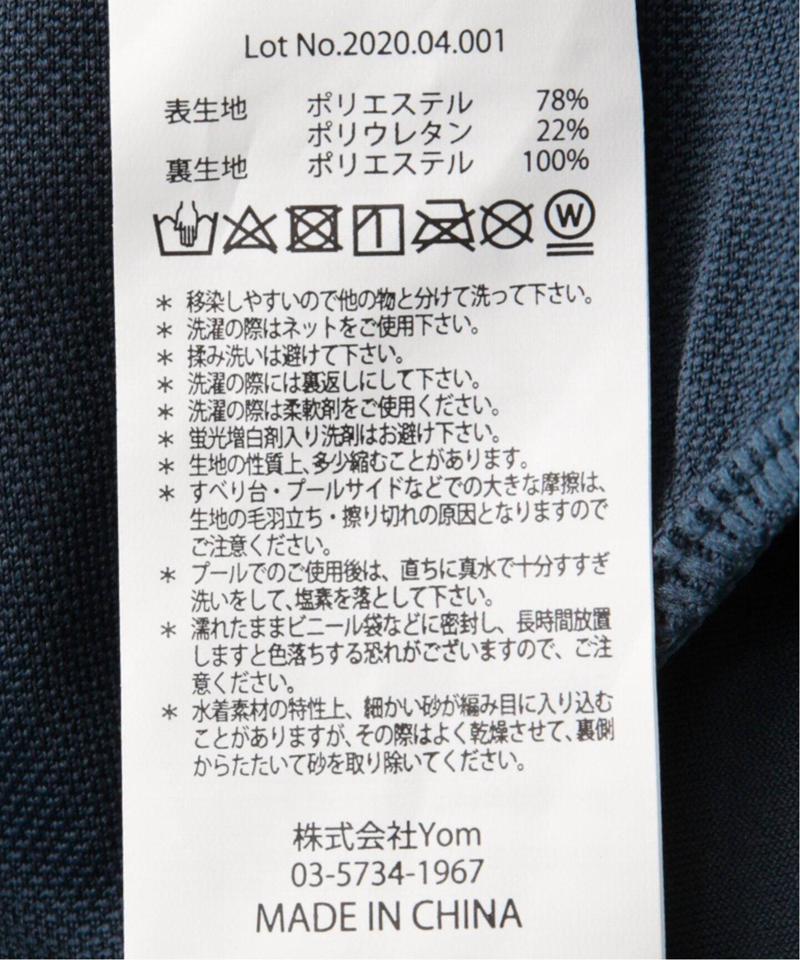 Lot No.2020.04.001
表生地 ポリエステル 78%
ポリウレタン 22%
裏生地 ポリエステル 100%
W
* 移染しやすいので他の物と分けて洗って下さい。
* 洗濯の際はネットをご使用下さい。
* 揉み洗いは避けて下さい。
* 洗濯の際には裏返しにして下さい。
* 洗濯の際は柔軟剤をご使用ください。
* 蛍光増白剤入り洗剤はお避け下さい。
* 生地の性質上、多少縮むことがあります。
* すべり台・プールサイドなどでの大きな摩擦は、
生地の毛羽立ち・擦り切れの原因となりますので
ご注意ください。
* プールでのご使用後は、直ちに真水で十分すすぎ
洗いをして、塩素を落として下さい。
* 濡れたままビニール袋などに密封し、長時間放置
しますと色落ちする恐れがございますので、ご注
意ください。
* 水着素材の特性上、細かい砂が編み目に入り込む
ことがありますが、その際はよく乾燥させて、裏側
からたたいて砂を取り除いてください。
株式会社Yom
03-5734-1967
MADE IN CHINA